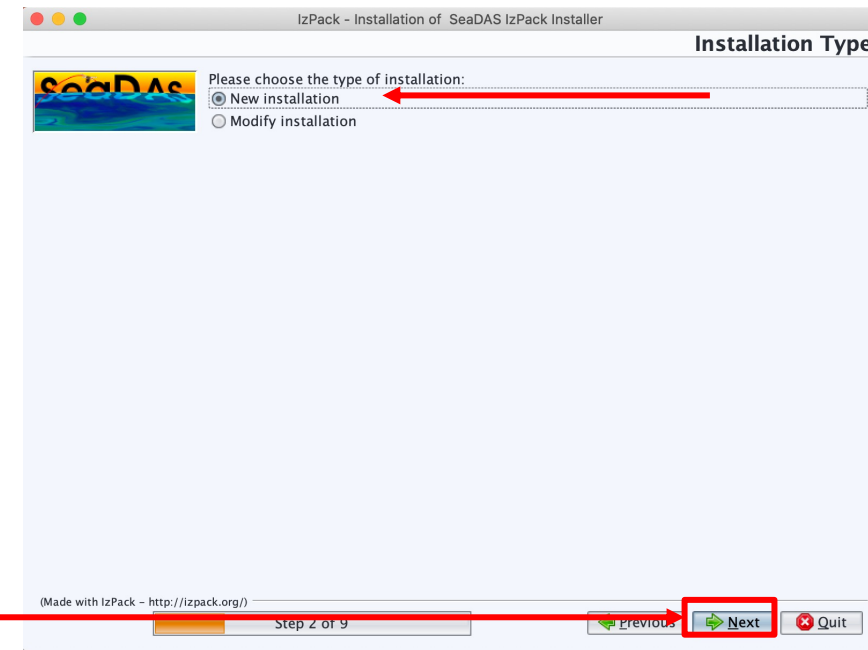 IzPack - Installation of SeaDAS IzPack Installer
Installation Type
SeaDAS
Please choose the type of installation:
New installation
Modify installation
(Made with IzPack - http://izpack.org/)
Step 2 of 9
Previous
Next
Quit